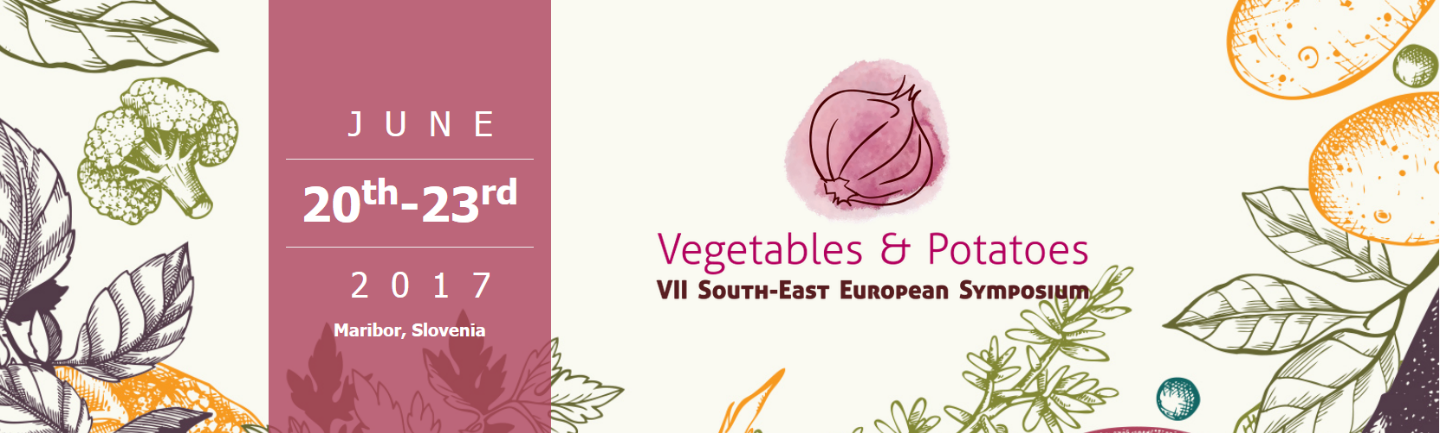 JUNE
20th-23rd
2017
Maribor, Slovenia
Vegetables & Potatoes
VII South-East European Symposium